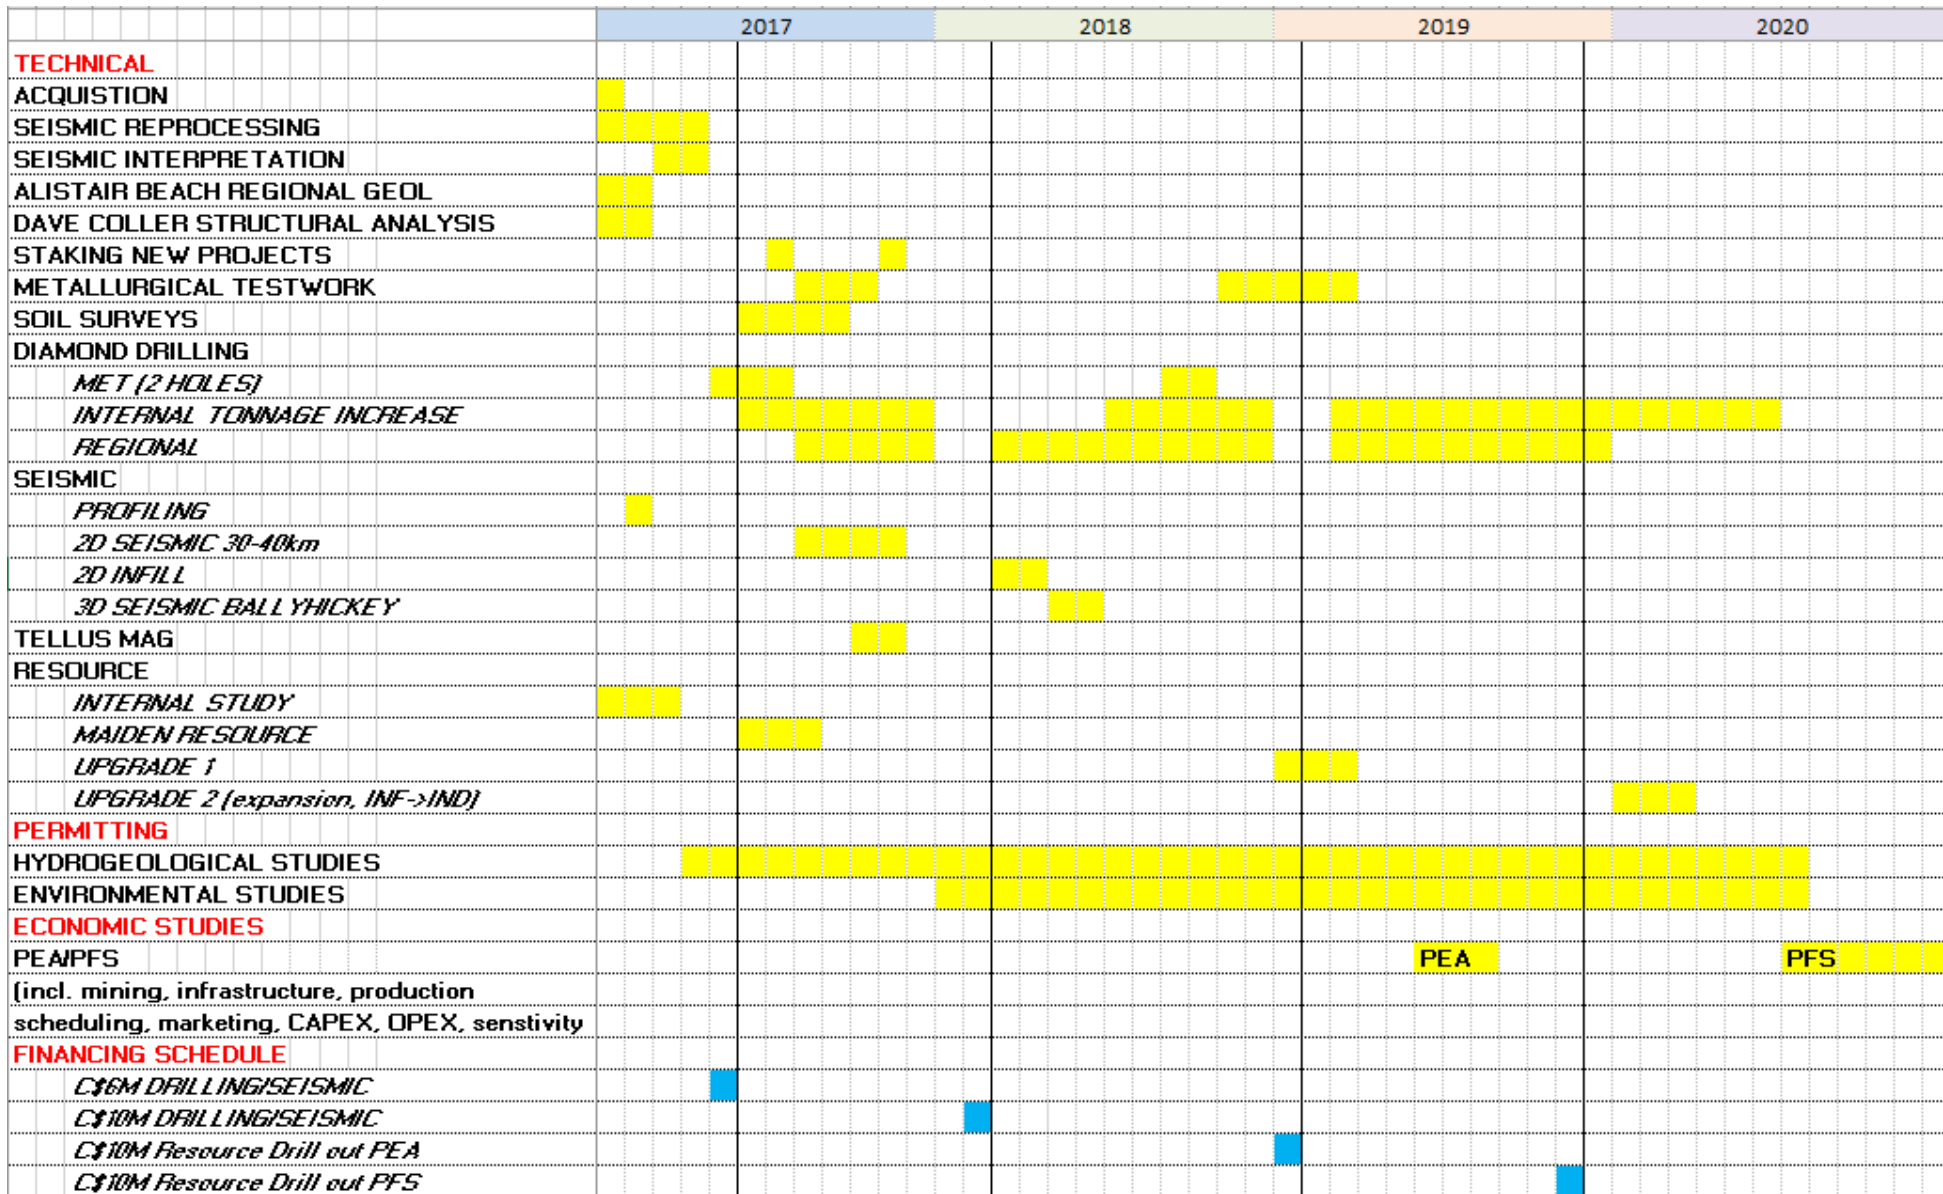 2017 2018 2019 2020
TECHNICAL
ACQUISTION
SEISMIC REPROCESSING
SEISMIC INTERPRETATION
ALISTAIR BEACH REGIONAL GEOL
DAVE COLLER STRUCTURAL ANALYSIS
STAKING NEW PROJECTS
METALLURGICAL TESTWORK
SOIL SURVEYS
DIAMOND DRILLING
MET (2 HOLES)
INTERNAL TONNAGE INCREASE
REGIONAL
SEISMIC
PROFILING
2D SEISMIC 30-40km
2D INFILL
3D SEISMIC BALLYHICKEY
TELLUS MAG
RESOURCE
INTERNAL STUDY
MAIDEN RESOURCE
UPGRADE 1
UPGRADE 2 (expansion, INF->IND)
PERMITTING
HYDROGEOLOGICAL STUDIES
ENVIRONMENTAL STUDIES
ECONOMIC STUDIES
PEA/PFS PEA PFS
(incl. mining, infrastructure, production
scheduling, marketing, CAPEX, OPEX, senstivity
FINANCING SCHEDULE
C$6M DRILLING/SEISMIC
C$10M DRILLING/SEISMIC
C$10M Resource Drill out PEA
C$10M Resource Drill out PFS